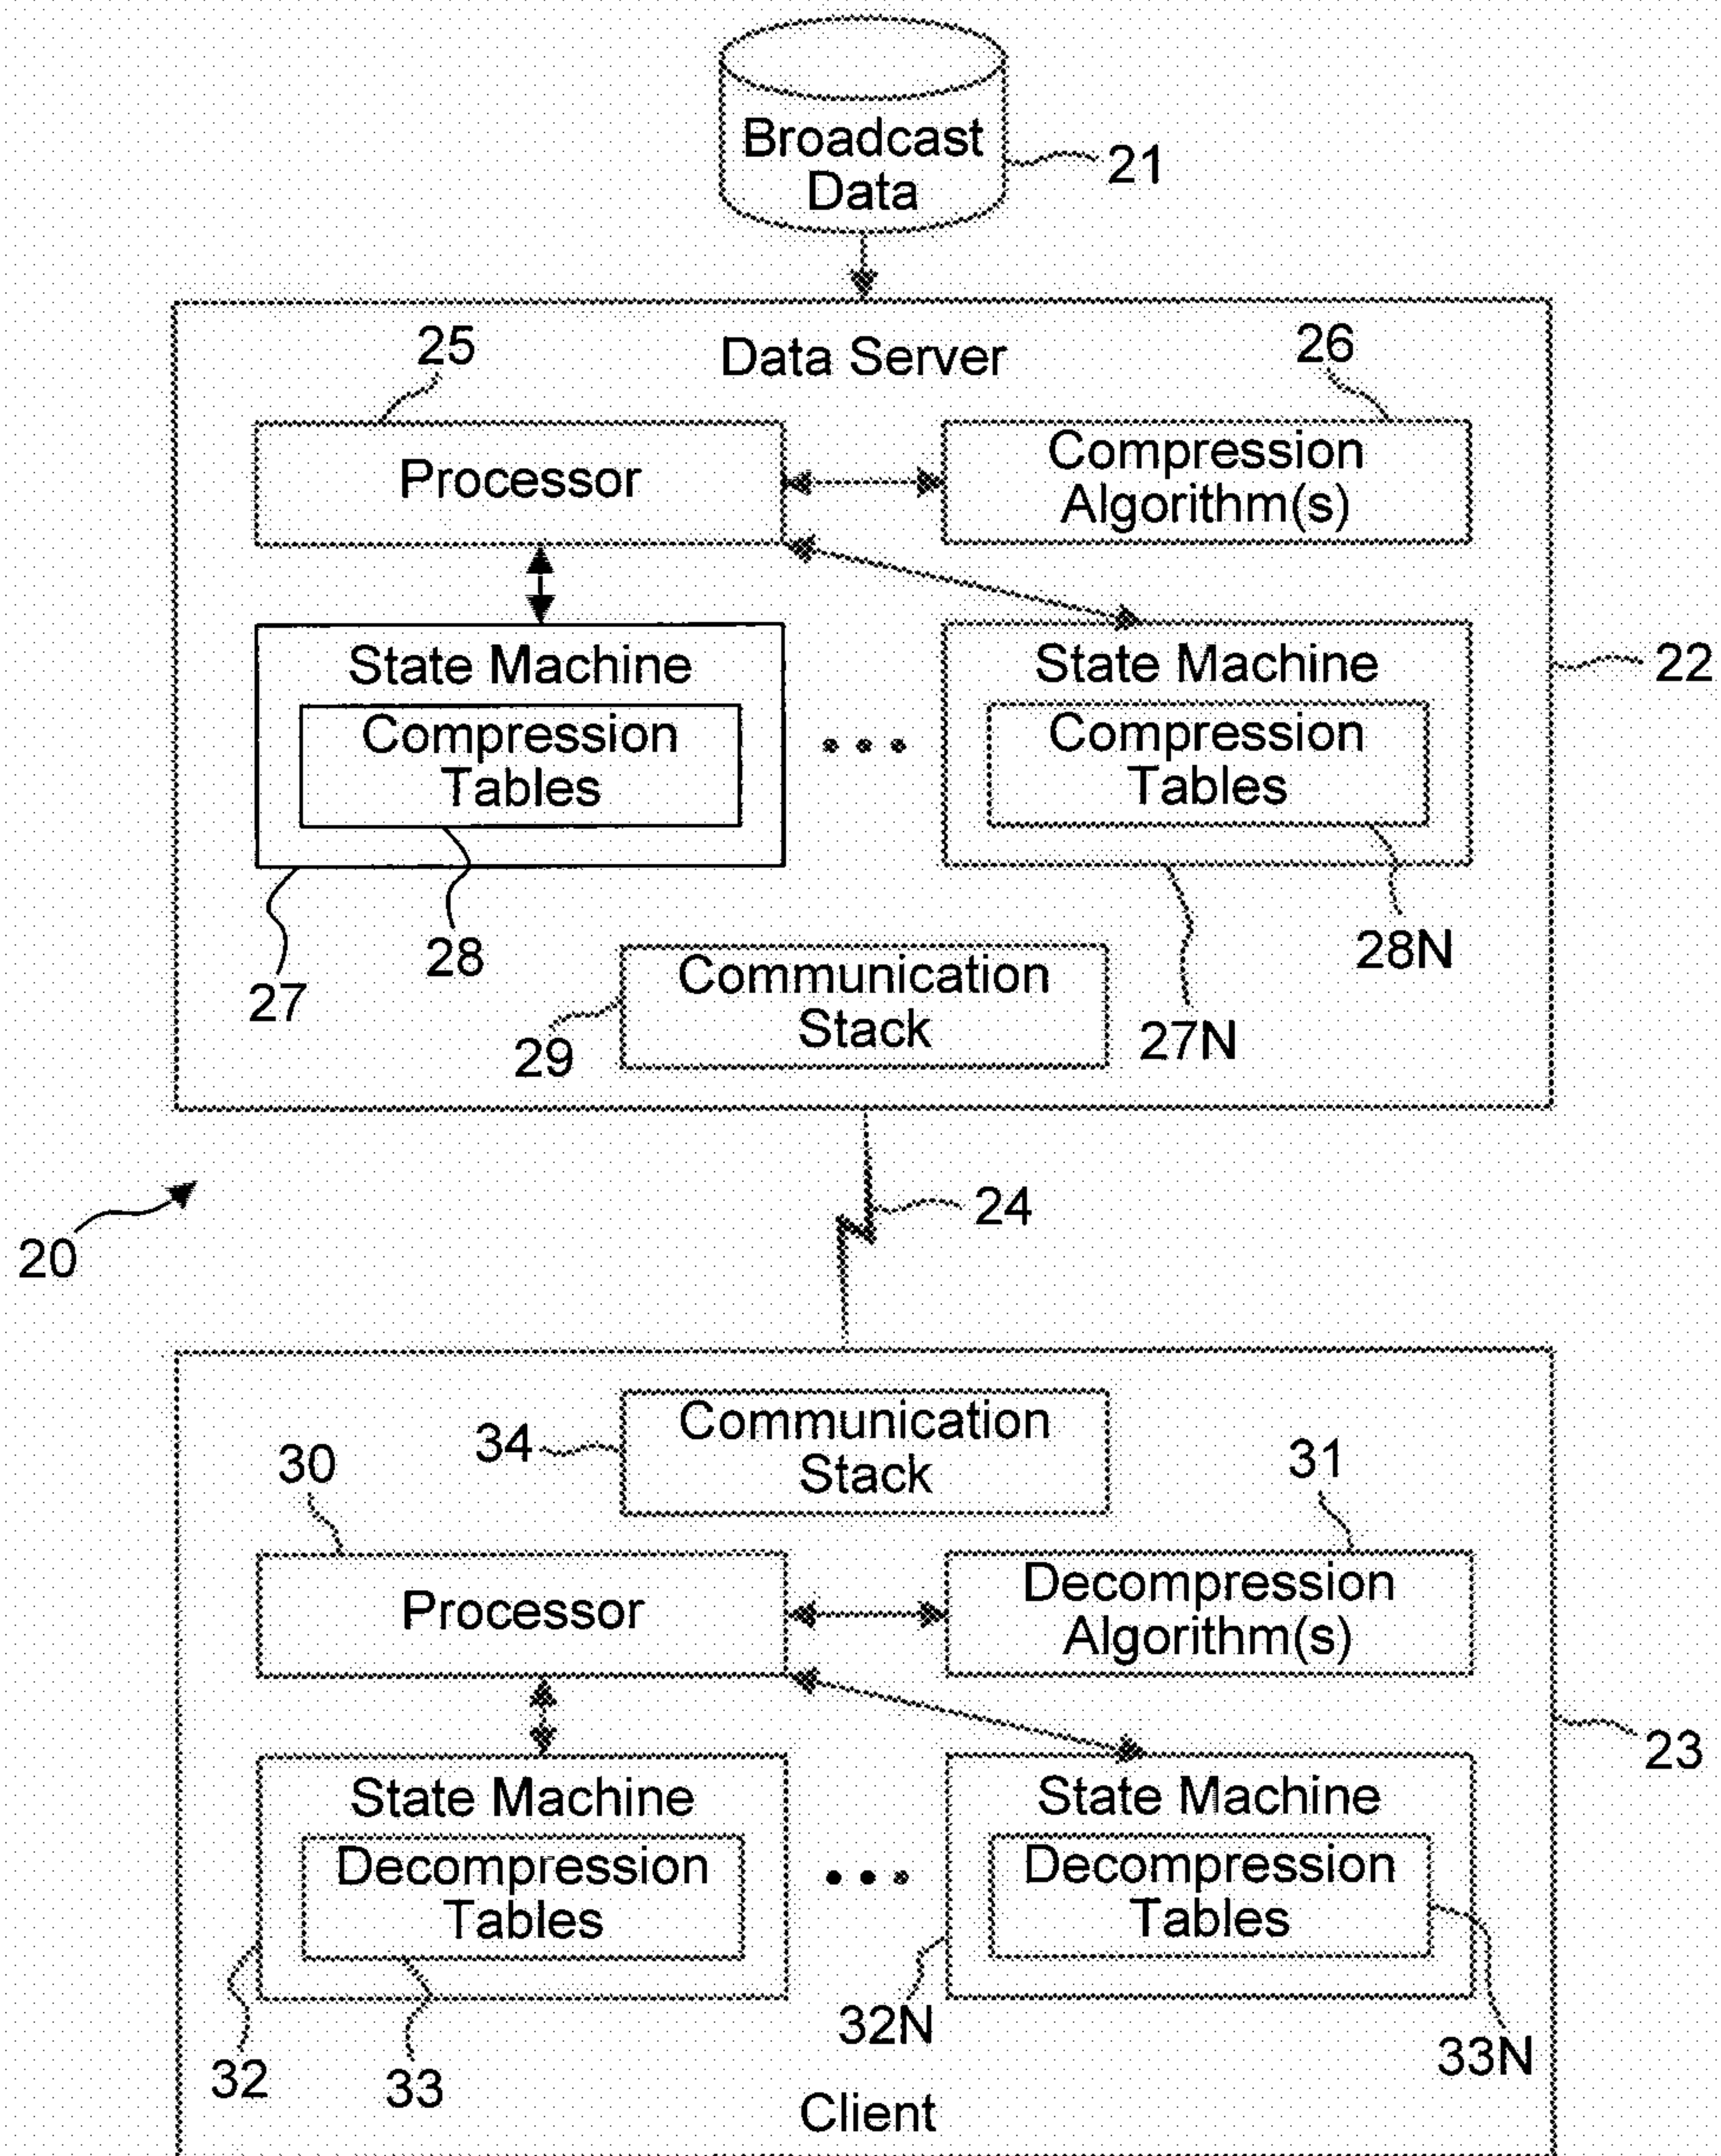 Broadcast
Data
21
Data Server
25
26
Processor
Compression
Algorithm(s)
State Machine
Compression
Tables
State Machine
Compression
Tables
22
28
28N
27
27N
Communication
Stack
29
24
20
Communication
Stack
34
30
31
Processor
Decompression
Algorithm(s)
State Machine
Decompression
Tables
State Machine
Decompression
Tables
23
32
33
32N
33N
Client